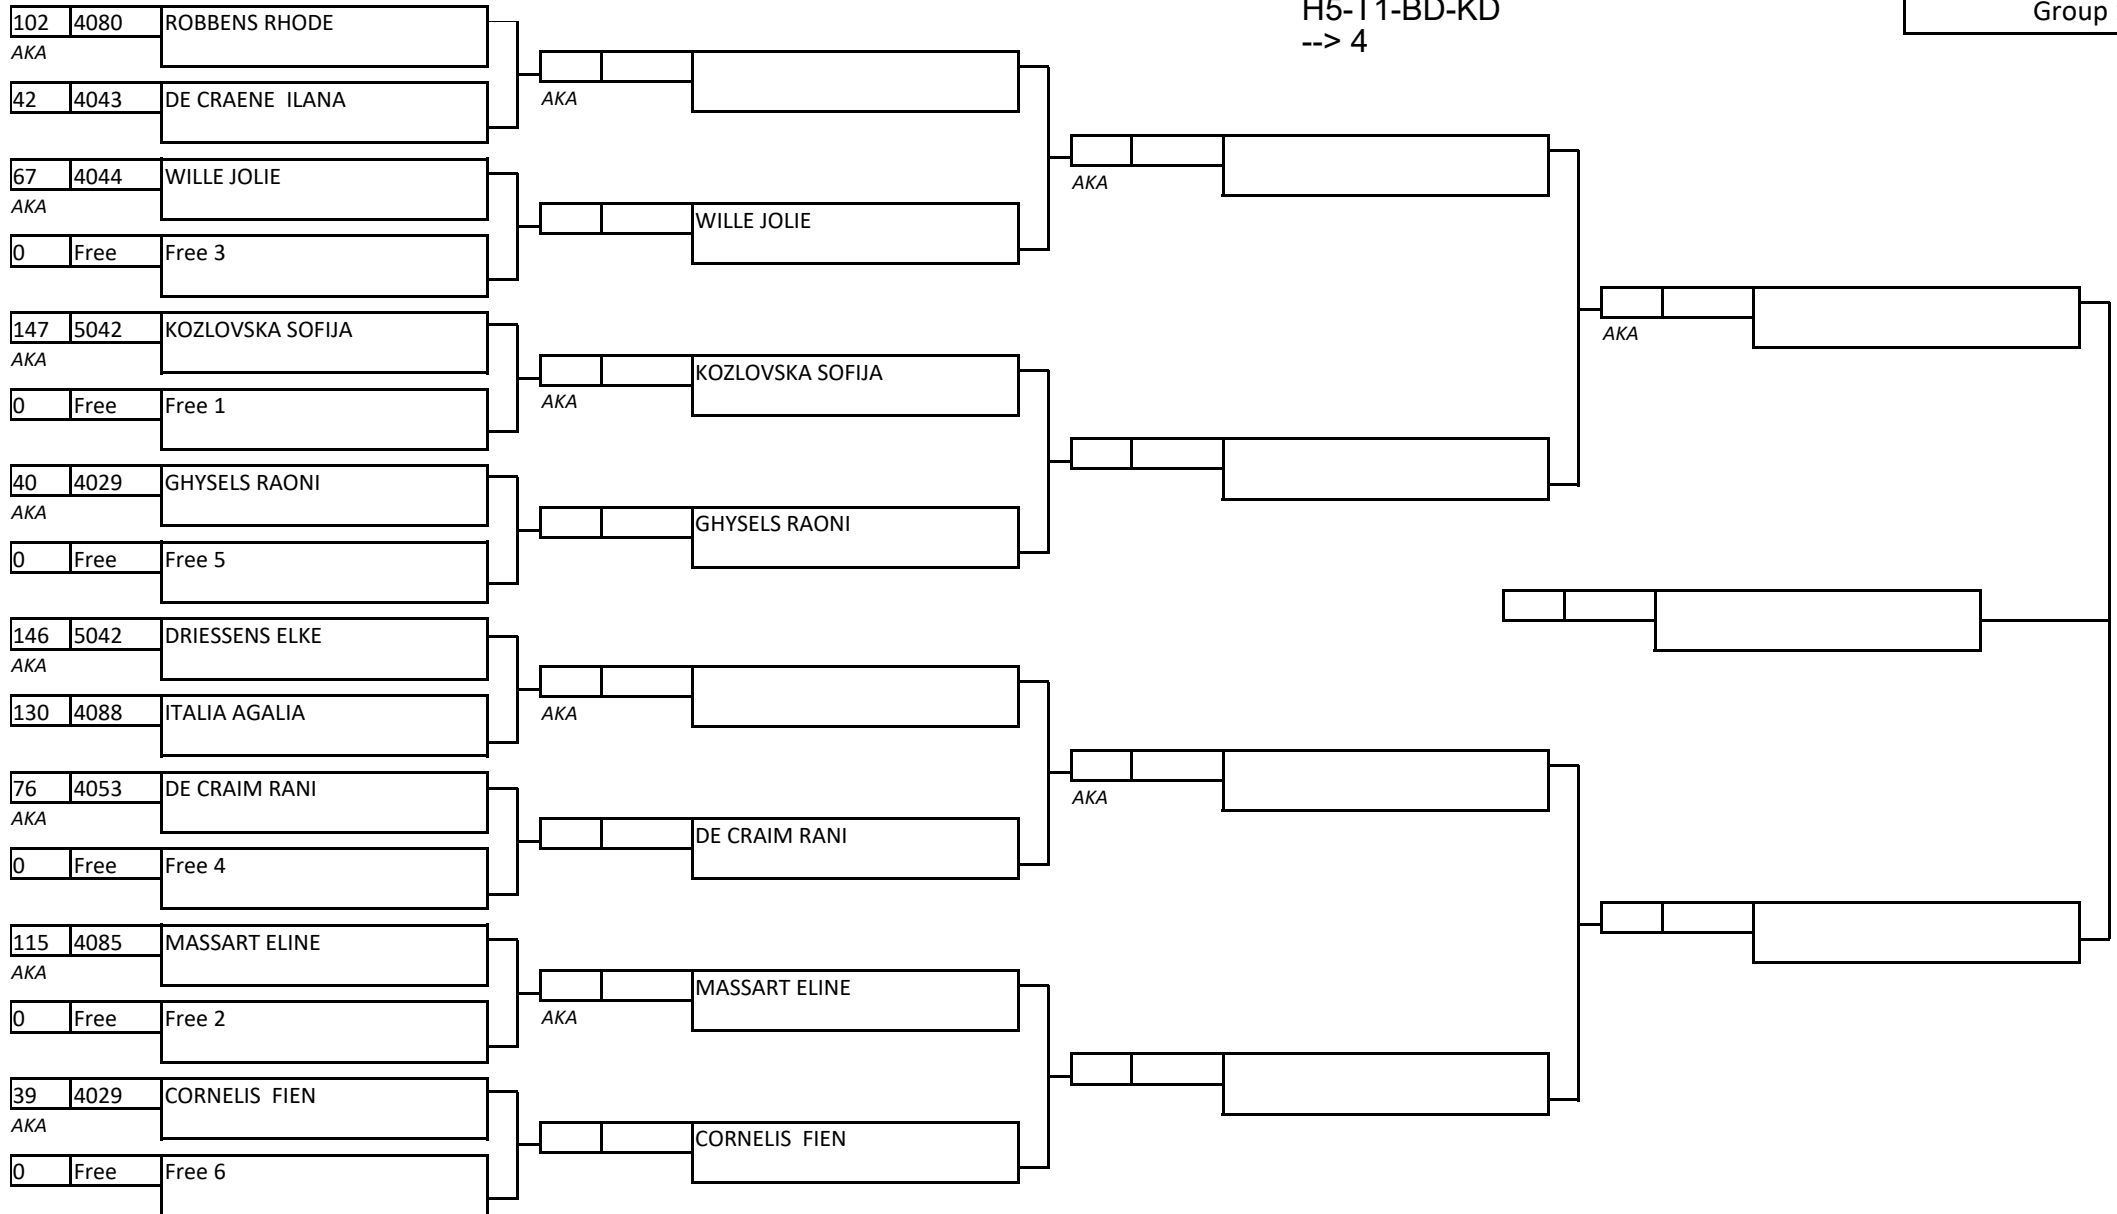 H5-T1-BD-KD
--> 4
Group
102 4080 ROBBENS RHODE
AKA
42 4043 DE CRAENE  ILANA
AKA
67 4044 WILLE JOLIE
AKA
AKA
WILLE JOLIE
0 Free Free 3
147 5042 KOZLOVSKA SOFIJA
AKA
AKA
KOZLOVSKA SOFIJA
0 Free Free 1
AKA
40 4029 GHYSELS RAONI
AKA
GHYSELS RAONI
0 Free Free 5
146 5042 DRIESSENS ELKE
AKA
130 4088 ITALIA AGALIA
AKA
76 4053 DE CRAIM RANI
AKA
AKA
DE CRAIM RANI
0 Free Free 4
115 4085 MASSART ELINE
AKA
MASSART ELINE
0 Free Free 2
AKA
39 4029 CORNELIS  FIEN
AKA
CORNELIS  FIEN
0 Free Free 6